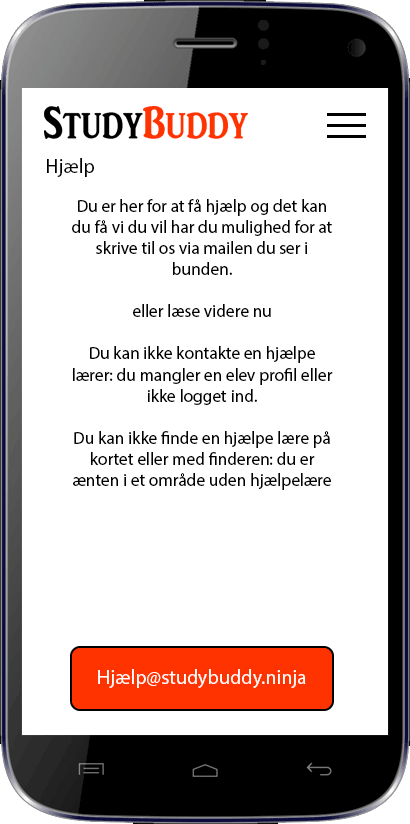 StudyBuddy
Hjælp
Du er her for at få hjælp og det kan
du få vi du vil har du mulighed for at
skrive til os via mailen du ser i
bunden.
eller læse videre nu
Du kan ikke kontakte en hjælpe
lærer: du mangler en elev profil eller
ikke logget ind.
Du kan ikke finde en hjælpe lære på
kortet eller med finderen: du er
ænten i et område uden hjælpelære
Hjælp@studybuddy.ninja